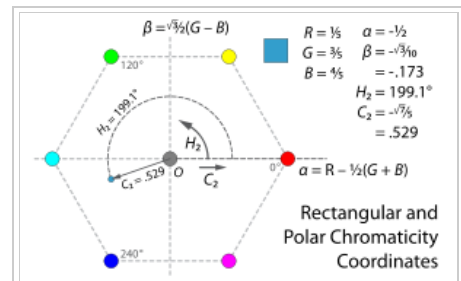 β = √3⁄2(G – B)
R = ⅕ α = -½
G = ⅗ β = -√3⁄10
B = ⅘ = -.173
H₂ = 199.1°
C₂ = -√7⁄5
= .529
120°
H₂ = 199.1°
H₂
C₂ = .529
O
C₂
0°
α = R – ½(G + B)
240°
Rectangular and
Polar Chromaticity
Coordinates